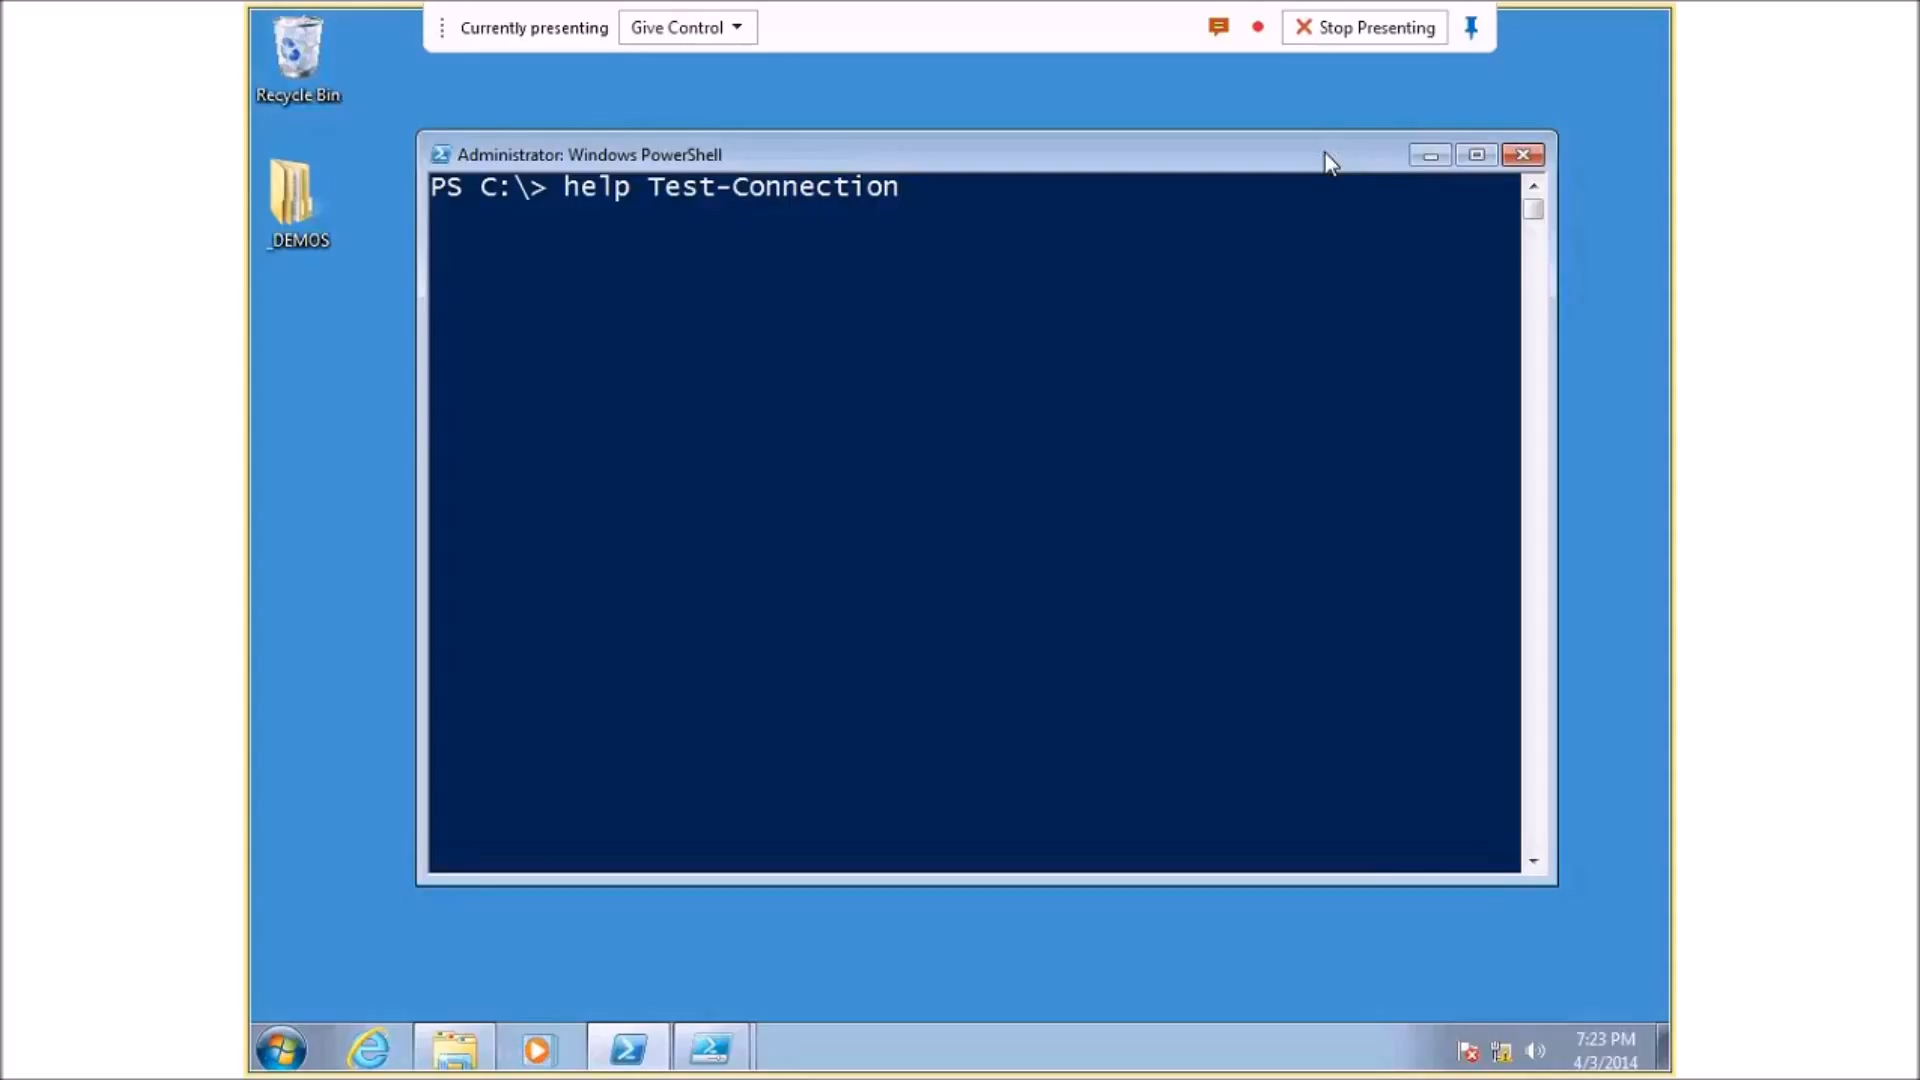 Currently presenting
Give Control
Stop Presenting
Recycle Bin
_DEMOS
Administrator: Windows PowerShell
PS C:\> help Test-Connection
7:23 PM
4/3/2014